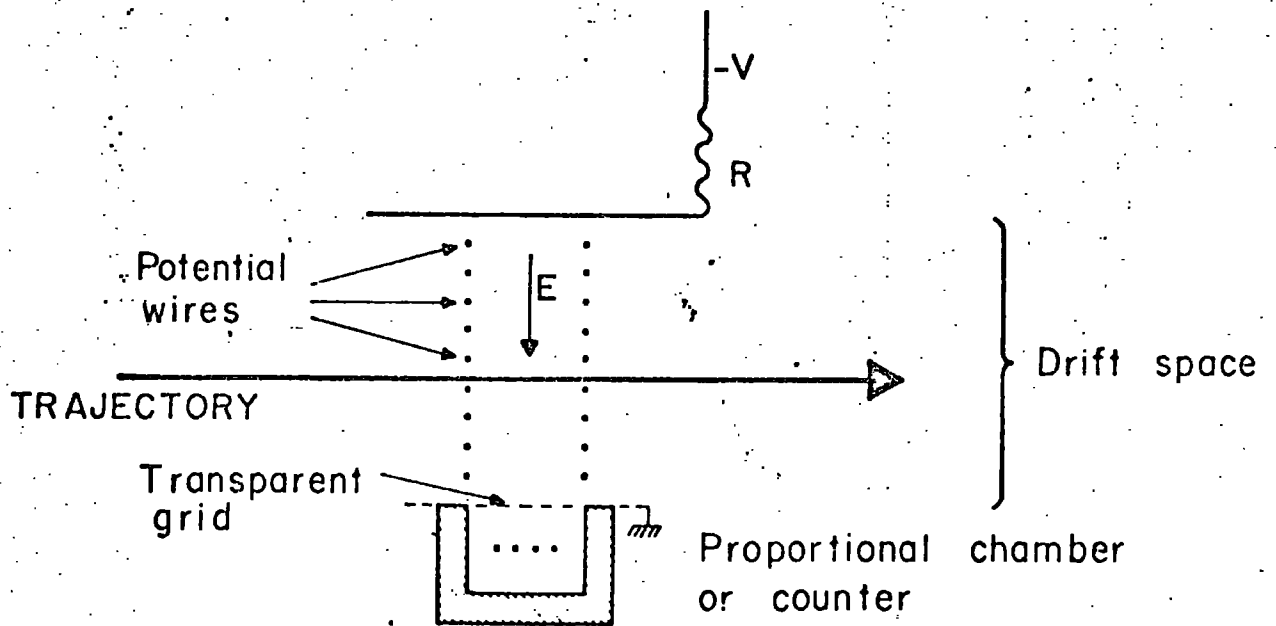 -V
R
Potential
wires
E
Drift space
TRAJECTORY
Transparent
grid
Proportional chamber
or counter